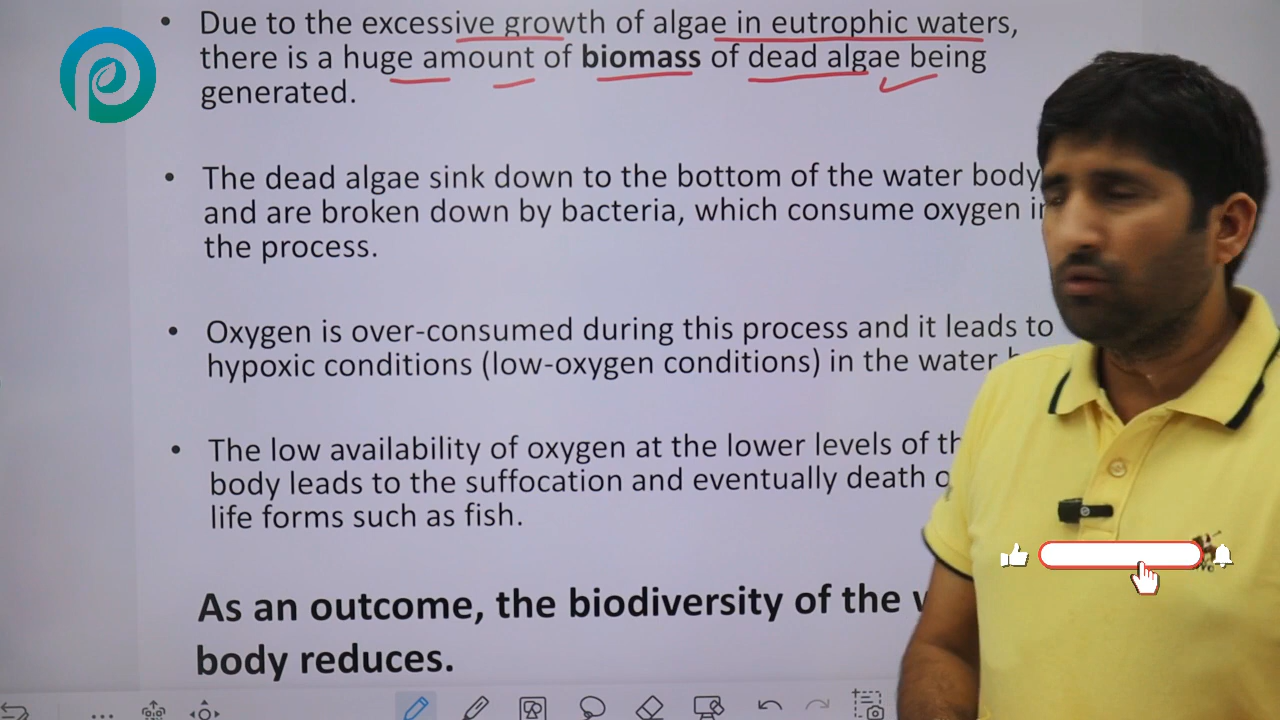 • Due to the excessive growth of algae in eutrophic waters,
there is a huge amount of biomass of dead algae being
generated.
• The dead algae sink down to the bottom of the water body
and are broken down by bacteria, which consume oxygen in
the process.
• Oxygen is over-consumed during this process and it leads to
hypoxic conditions (low-oxygen conditions) in the water
• The low availability of oxygen at the lower levels of
body leads to the suffocation and eventually death
life forms such as fish.
As an outcome, the biodiversity of the
body reduces.